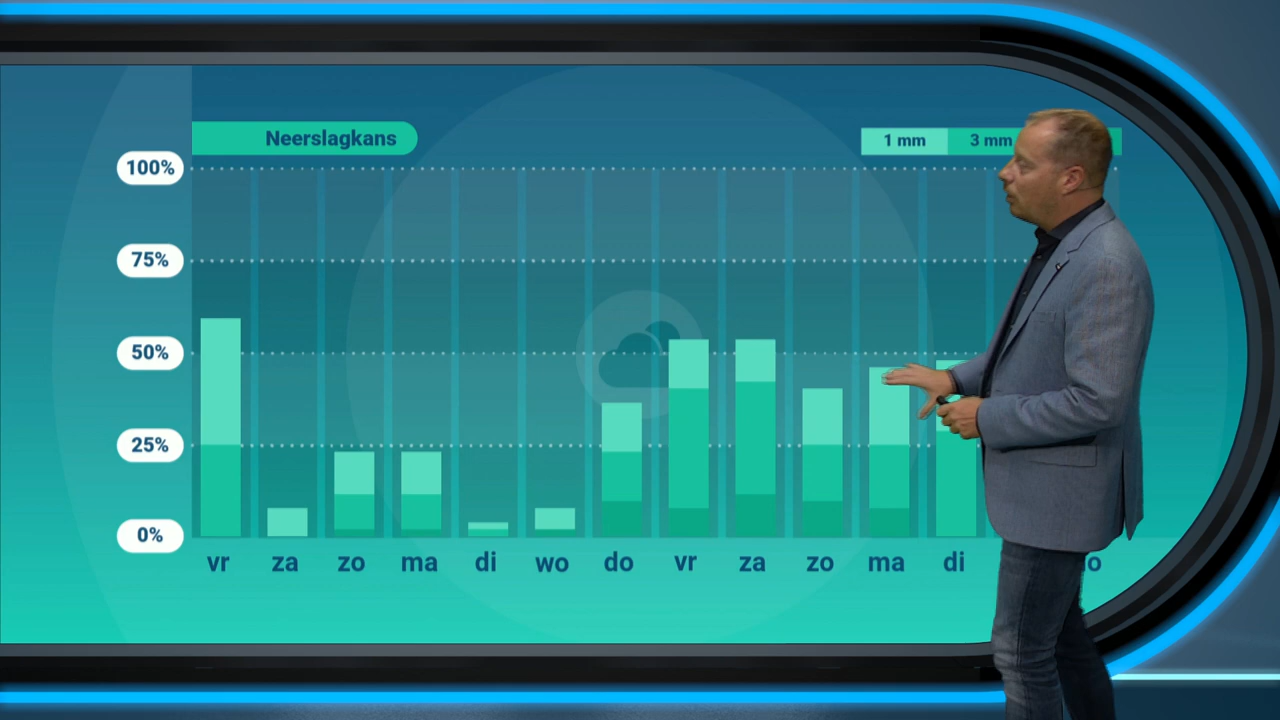 Neerslagkans
1 mm 3 mm
100%
75%
50%
25%
0%
vr za zo ma di wo do vr za zo ma di